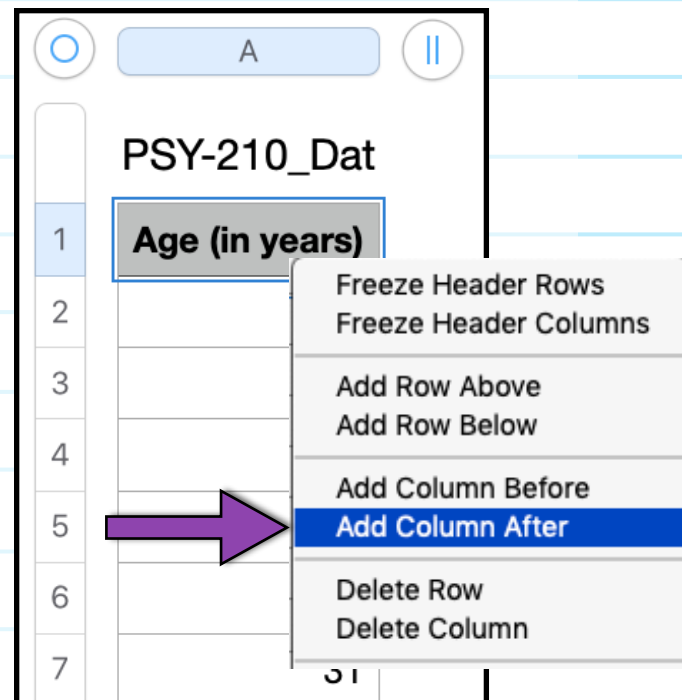 A
PSY-210_Dat
1
Age (in years)
2
3
4
5
6
7
Freeze Header Rows
Freeze Header Columns
Add Row Above
Add Row Below
Add Column Before
Add Column After
Delete Row
Delete Column